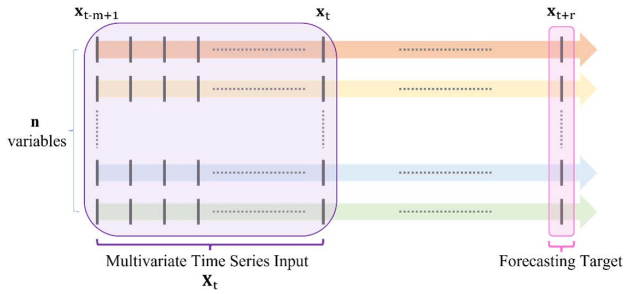 x_{t-m+1} x_t x_{t+r}
n
variables
Multivariate Time Series Input Forecasting Target
X_t